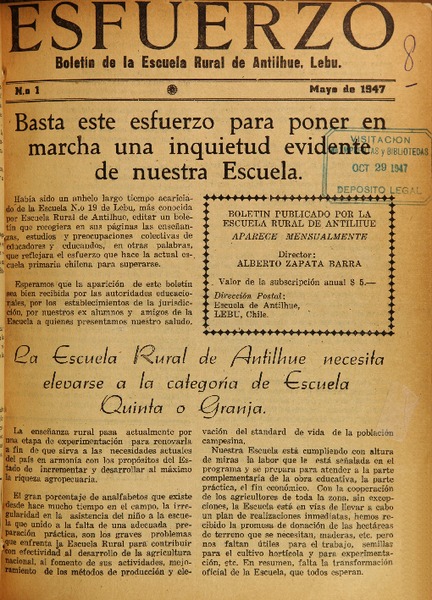 ESFUERZO
Boletín de la Escuela Rural de Antilhue, Lebu.
8
N.o 1
Mayo de 1947
Basta este esfuerzo para poner en
marcha una inquietud evidente
de nuestra Escuela.
VISITACION
BIBLIOTECAS
OCT 29 1947
DEPOSITO LEGAL
Había sido un anhelo largo tiempo acaricia-
do de la Escuela N.o 19 de Lebu, más conocida
por Escuela Rural de Antilhue, editar un bole-
tín que recogiera en sus páginas las enseñan-
zas, estudios y preocupaciones colectivas de
educadores y educandos, en otras palabras,
que reflejara el esfuerzo que hace la actual es-
cuela primaria chilena para superarse.
Esperamos que la aparición de este boletín
sea bien recibida por las autoridades educacio-
nales, por los establecimientos de la jurisdic-
ción, por nuestros ex alumnos y amigos de la
Escuela a quienes presentamos nuestro saludo.
BOLETIN PUBLICADO POR LA
ESCUELA RURAL DE ANTILHUE
APARECE MENSUALMENTE
Director:
ALBERTO ZAPATA BARRA
Valor de la subscripción anual $ 5.—
Dirección Postal:
Escuela de Antilhue,
LEBU, Chile.
La Escuela Rural de Antilhue necesita
elevarse a la categoría de Escuela
Quinta o Granja.
La enseñanza rural pasa actualmente por
una etapa de experimentación para renovarla
a fin de que sirva a las necesidades actuales
del país en armonía con los propósitos del Es-
tado de incrementar y desarrollar al máximo
la riqueza agropecuaria.
El gran porcentaje de analfabetos que existe
desde hace mucho tiempo en el campo, la irre-
gularidad en la asistencia del niño a la escue-
la que unido a la falta de una adecuada pre-
paración práctica, son los graves problemas
que enfrenta la Escuela Rural para contribuir
con efectividad al desarrollo de la agricultura
nacional, al fomento de sus actividades, mejo-
ramiento de los métodos de producción y ele-
vación del standard de vida de la población
campesina.
Nuestra Escuela está cumpliendo con altura
de miras la labor que le está señalada en el
programa y se prepara para atender a la parte
complementaria de la obra educativa, la parte
práctica, el fin económico. Con la cooperación
de los agricultores de toda la zona, sin excep-
ciones, la Escuela está en vías de llevar a cabo
un plan de realizaciones inmediatas, hemos re-
cibido la promesa de donación de las hectáreas
de terreno que se necesitan, maderas, etc. pero
nos faltan útiles para el trabajo, semillas
para el cultivo hortícola y para experimenta-
ción, etc. En resumen, falta la transformación
oficial de la Escuela, que todos esperan.